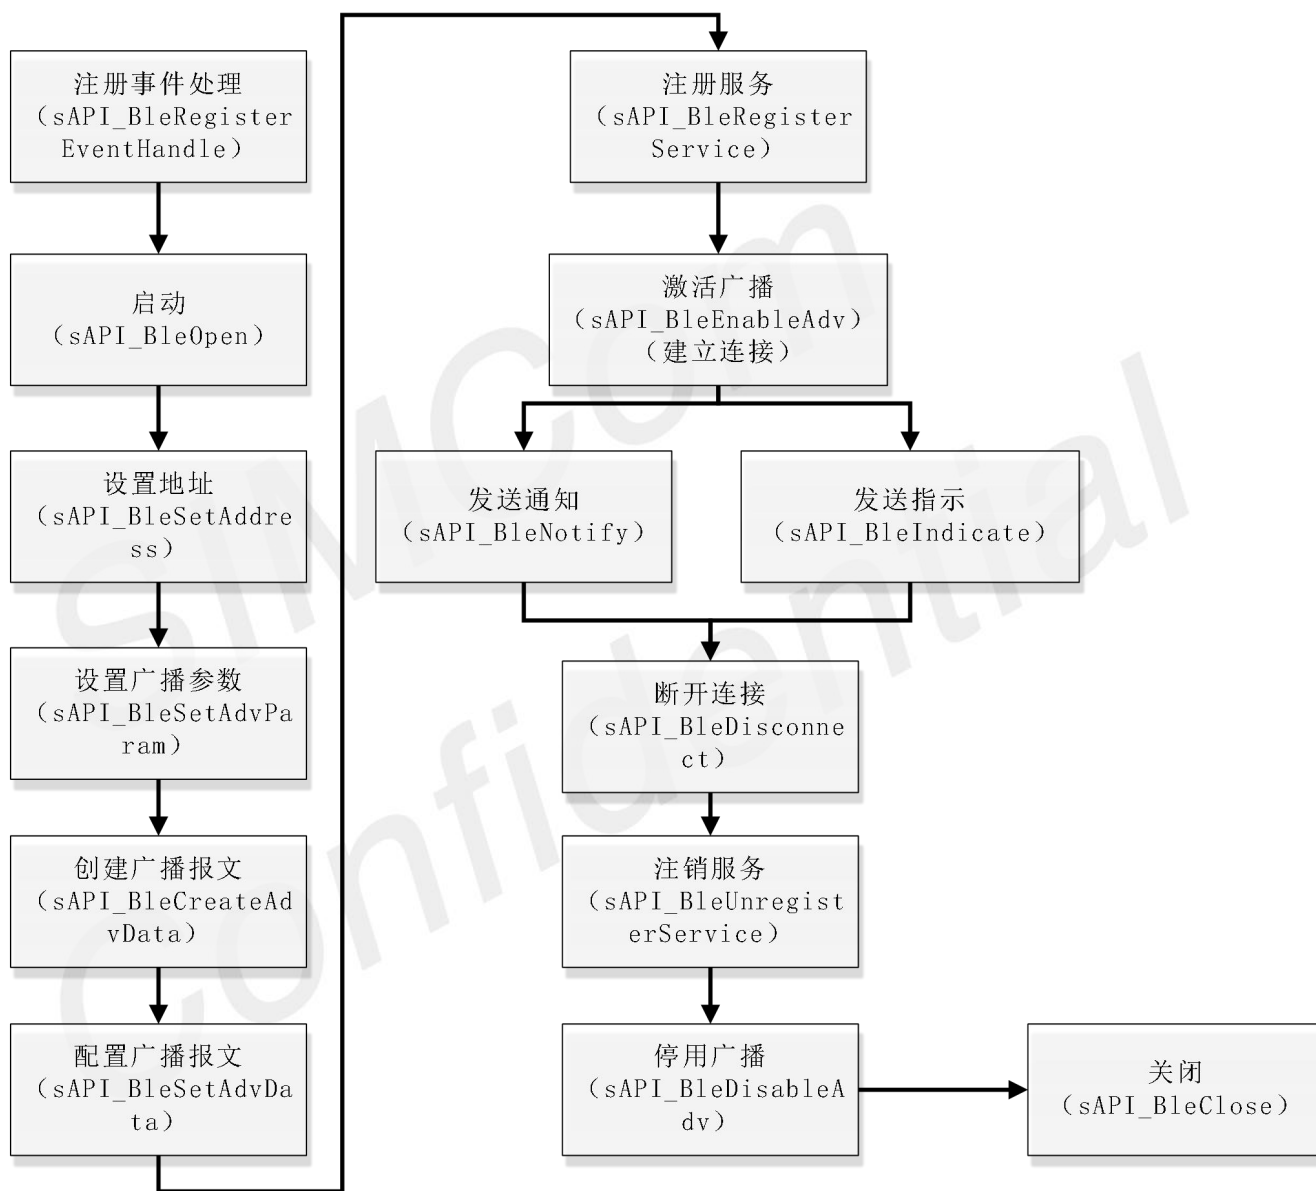 注册事件处理
（sAPI_BleRegister
EventHandle）
启动
（sAPI_BleOpen）
设置地址
（sAPI_BleSetAddre
ss）
设置广播参数
（sAPI_BleSetAdvPa
ram）
创建广播报文
（sAPI_BleCreateAd
vData）
配置广播报文
（sAPI_BleSetAdvDa
ta）
注册服务
（sAPI_BleRegister
Service）
激活广播
（sAPI_BleEnableAdv）
（建立连接）
发送通知
（sAPI_BleNotify）
发送指示
（sAPI_BleIndicate）
断开连接
（sAPI_BleDisconne
ct）
注销服务
（sAPI_BleUnregist
erService）
停用广播
（sAPI_BleDisableA
dv）
关闭
（sAPI_BleClose）
SIMCom
Confidential